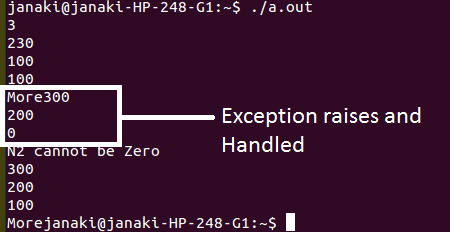 janaki@janaki-HP-248-G1:~$ ./a.out
3
230
100
100
More300
200
0
N2 cannot be Zero
300
200
100
Morejanaki@janaki-HP-248-G1:~$
Exception raises and
Handled